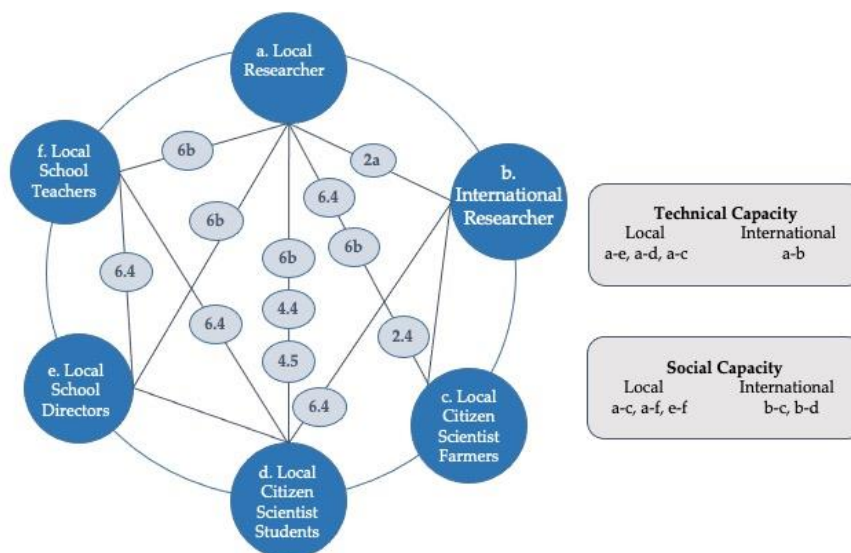 a. Local
Researcher
6b
2a
f. Local
School
Teachers
b.
International
Researcher
6b
6.4
6b
6b
6.4
4.4
6.4
2.4
4.5
e. Local
School
Directors
6.4
c. Local
Citizen
Scientist
Farmers
d. Local
Citizen
Scientist
Students
Technical Capacity
Local International
a-e, a-d, a-c a-b
Social Capacity
Local International
a-c, a-f, e-f b-c, b-d